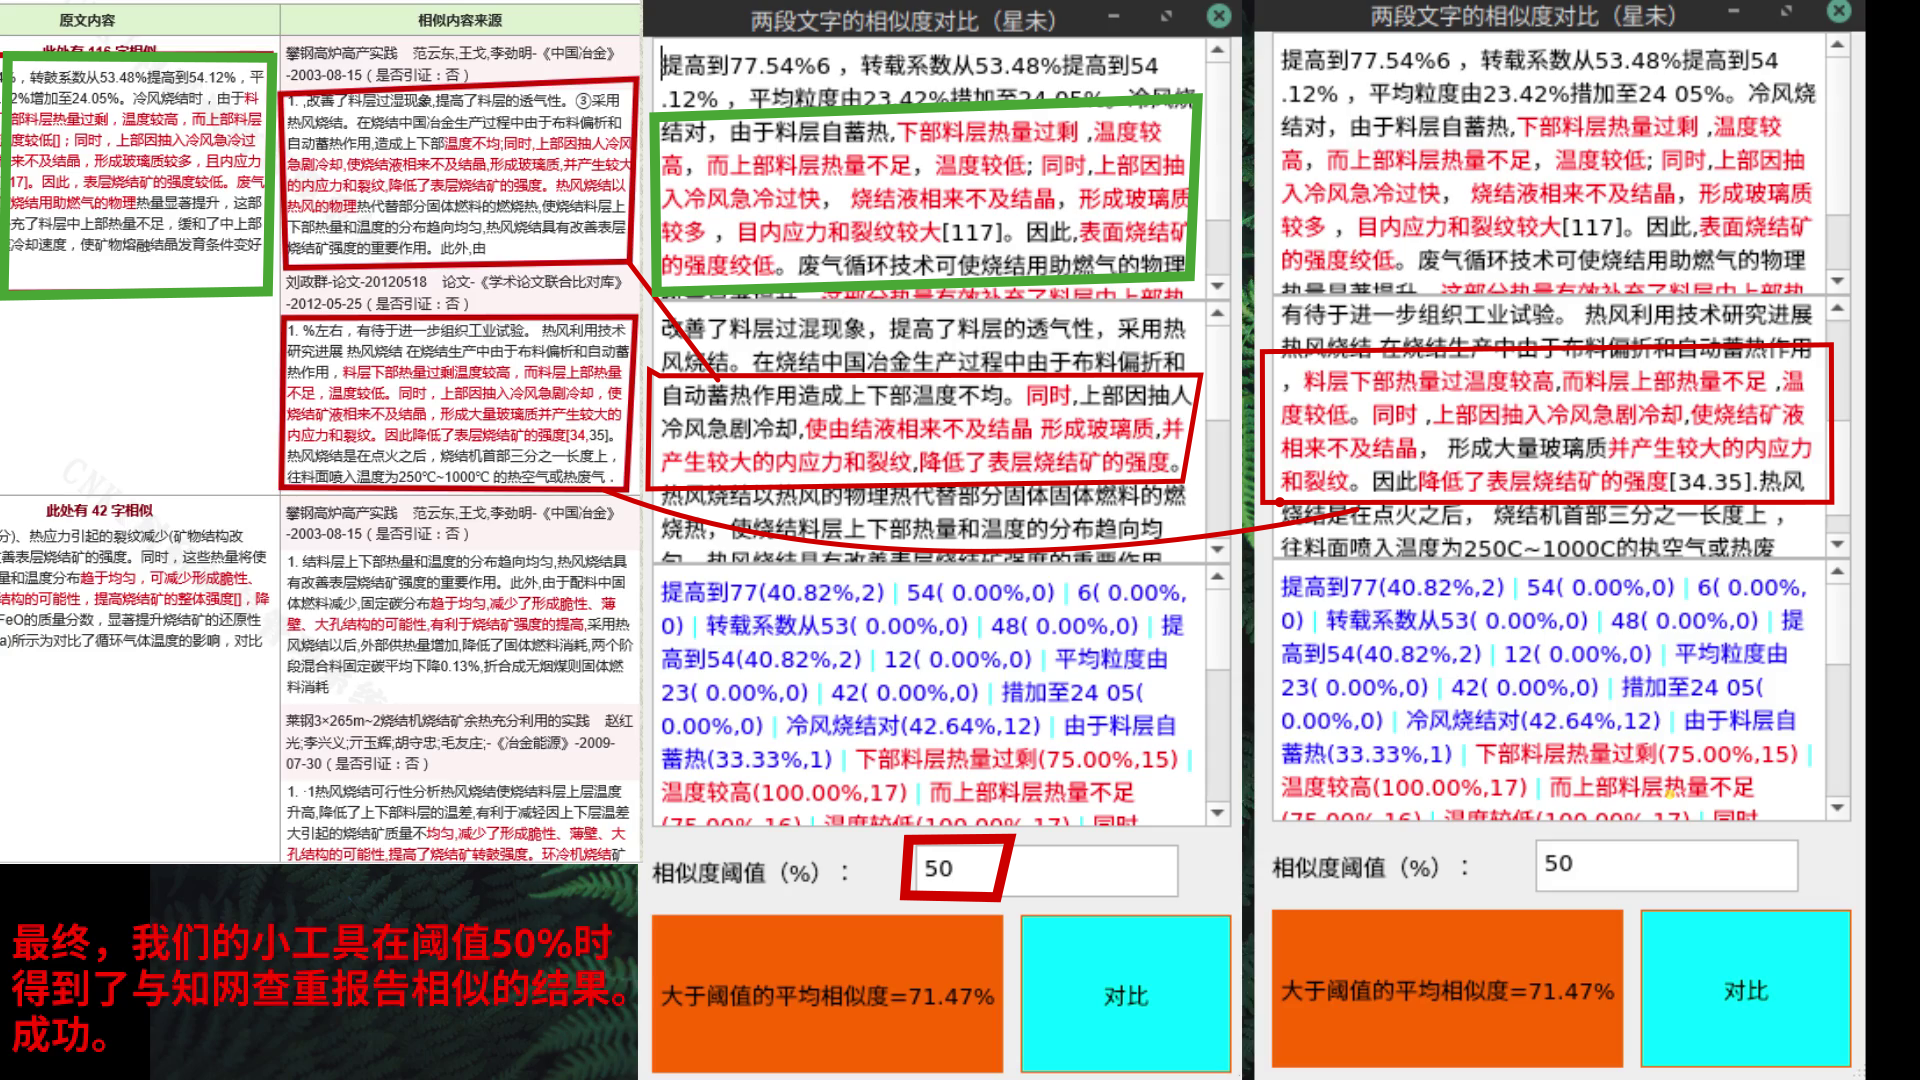 原文内容
相似内容来源
此处有 116 字相似
，转鼓系数从53.48%提高到54.12%，平
2%增加至24.05%。冷风烧结时，由于料
部料层热量过剩，温度较高，而上部料层
度较低[]；同时，上部因抽入冷风急冷过
来不及结晶，形成玻璃质较多，且内应力
17]。因此，表层烧结矿的强度较低。废气
烧结用助燃气的物理热量显著提升，这部
充了料层中上部热量不足，缓和了中上部
冷却速度，使矿物熔融结晶发育条件变好
此处有 42 字相似
分)、热应力引起的裂纹减少(矿物结构改
善表层烧结矿的强度。同时，这些热量将使
量和温度分布趋于均匀，可减少形成脆性、
结构的可能性，提高烧结矿的整体强度[]，降
FeO的质量分数，显著提升烧结矿的还原性
a)所示为对比了循环气体温度的影响，对比
攀钢高炉高产实践　范云东,王戈,李劲明-《中国冶金》
-2003-08-15（是否引证：否）
1. ,改善了料层过湿现象,提高了料层的透气性。③采用
热风烧结。在烧结中国冶金生产过程中由于布料偏析和
自动蓄热作用,造成上下部温度不均;同时,上部因抽人冷风
急剧冷却,使烧结液相来不及结晶,形成玻璃质,并产生较大
的内应力和裂纹,降低了表层烧结矿的强度。热风烧结以
热风的物理热代替部分固体燃料的燃烧热,使烧结料层上
下部热量和温度的分布趋向均匀,热风烧结具有改善表层
烧结矿强度的重要作用。此外,由
刘政群-论文-20120518　论文-《学术论文联合比对库》
-2012-05-25（是否引证：否）
1. %左右，有待于进一步组织工业试验。 热风利用技术
研究进展 热风烧结 在烧结生产中由于布料偏析和自动蓄
热作用，料层下部热量过剩温度较高，而料层上部热量
不足，温度较低。同时，上部因抽入冷风急剧冷却，使
烧结矿液相来不及结晶，形成大量玻璃质并产生较大的
内应力和裂纹。因此降低了表层烧结矿的强度[34,35]。
热风烧结是在点火之后，烧结机首部三分之一长度上，
往料面喷入温度为250℃~1000℃ 的热空气或热废气．
攀钢高炉高产实践　范云东,王戈,李劲明-《中国冶金》
-2003-08-15（是否引证：否）
1. 结料层上下部热量和温度的分布趋向均匀,热风烧结具
有改善表层烧结矿强度的重要作用。此外,由于配料中固
体燃料减少,固定碳分布趋于均匀,减少了形成脆性、薄
壁、大孔结构的可能性,有利于烧结矿强度的提高,采用热
风烧结以后,外部供热量增加,降低了固体燃料消耗,两个阶
段混合料固定碳平均下降0.13%,折合成无烟煤则固体燃
料消耗
莱钢3×265m~2烧结机烧结矿余热充分利用的实践　赵红
光;李兴义;亓玉辉;胡守忠;毛友庄;-《冶金能源》-2009-
07-30（是否引证：否）
1. ·1热风烧结可行性分析热风烧结使烧结料层上层温度
升高,降低了上下部料层的温差,有利于减轻因上下层温差
大引起的烧结矿质量不均匀,减少了形成脆性、薄壁、大
孔结构的可能性,提高了烧结矿转鼓强度。环冷机烧结矿
最终，我们的小工具在阈值50%时
得到了与知网查重报告相似的结果。
成功。
两段文字的相似度对比（星未）
提高到77.54%6， 转载系数从53.48%提高到54
.12%， 平均粒度由23.42%措加至24 05%。冷风烧
结对，由于料层自蓄热,下部料层热量过剩 ,温度较
高，而上部料层热量不足，温度较低; 同时,上部因抽
入冷风急冷过快， 烧结液相来不及结晶，形成玻璃质
较多， 目内应力和裂纹较大[117]。因此,表面烧结矿
的强度绞低。废气循环技术可使烧结用助燃气的物理
热量显著提升，这部分热量有效补充了料层中上部热
改善了料层过混现象，提高了料层的透气性，采用热
风烧结。在烧结中国冶金生产过程中由于布料偏折和
自动蓄热作用造成上下部温度不均。同时,上部因抽人
冷风急剧冷却,使由结液相来不及结晶 形成玻璃质,并
产生较大的内应力和裂纹,降低了表层烧结矿的强度。
热风烧结以热风的物理热代替部分固体固体燃料的燃
烧热，使烧结料层上下部热量和温度的分布趋向均
匀，热风烧结具有改善表层烧结矿强度的重要作用
提高到77(40.82%,2) | 54( 0.00%,0) | 6( 0.00%,
0) | 转载系数从53( 0.00%,0) | 48( 0.00%,0) | 提
高到54(40.82%,2) | 12( 0.00%,0) | 平均粒度由
23( 0.00%,0) | 42( 0.00%,0) | 措加至24 05(
0.00%,0) | 冷风烧结对(42.64%,12) | 由于料层自
蓄热(33.33%,1) | 下部料层热量过剩(75.00%,15) |
温度较高(100.00%,17) | 而上部料层热量不足
(75.00%,16) | 温度较低(100.00%,17) | 同时
相似度阈值（%）：
50
大于阈值的平均相似度=71.47%
对比
两段文字的相似度对比（星未）
提高到77.54%6， 转载系数从53.48%提高到54
.12%， 平均粒度由23.42%措加至24 05%。冷风烧
结对，由于料层自蓄热,下部料层热量过剩 ,温度较
高，而上部料层热量不足，温度较低; 同时,上部因抽
入冷风急冷过快， 烧结液相来不及结晶，形成玻璃质
较多， 目内应力和裂纹较大[117]。因此,表面烧结矿
的强度绞低。废气循环技术可使烧结用助燃气的物理
热量显著提升，这部分热量有效补充了料层中上部热
有待于进一步组织工业试验。 热风利用技术研究进展
热风烧结 在烧结生产中由于布料偏折和自动蓄热作用
，料层下部热量过温度较高,而料层上部热量不足 ,温
度较低。同时 ,上部因抽入冷风急剧冷却,使烧结矿液
相来不及结晶， 形成大量玻璃质并产生较大的内应力
和裂纹。因此降低了表层烧结矿的强度[34.35].热风
烧结是在点火之后， 烧结机首部三分之一长度上，
往料面喷入温度为250C~1000C的执空气或热废
提高到77(40.82%,2) | 54( 0.00%,0) | 6( 0.00%,
0) | 转载系数从53( 0.00%,0) | 48( 0.00%,0) | 提
高到54(40.82%,2) | 12( 0.00%,0) | 平均粒度由
23( 0.00%,0) | 42( 0.00%,0) | 措加至24 05(
0.00%,0) | 冷风烧结对(42.64%,12) | 由于料层自
蓄热(33.33%,1) | 下部料层热量过剩(75.00%,15) |
温度较高(100.00%,17) | 而上部料层热量不足
(75.00%,16) | 温度较低(100.00%,17) | 同时
相似度阈值（%）：
50
大于阈值的平均相似度=71.47%
对比